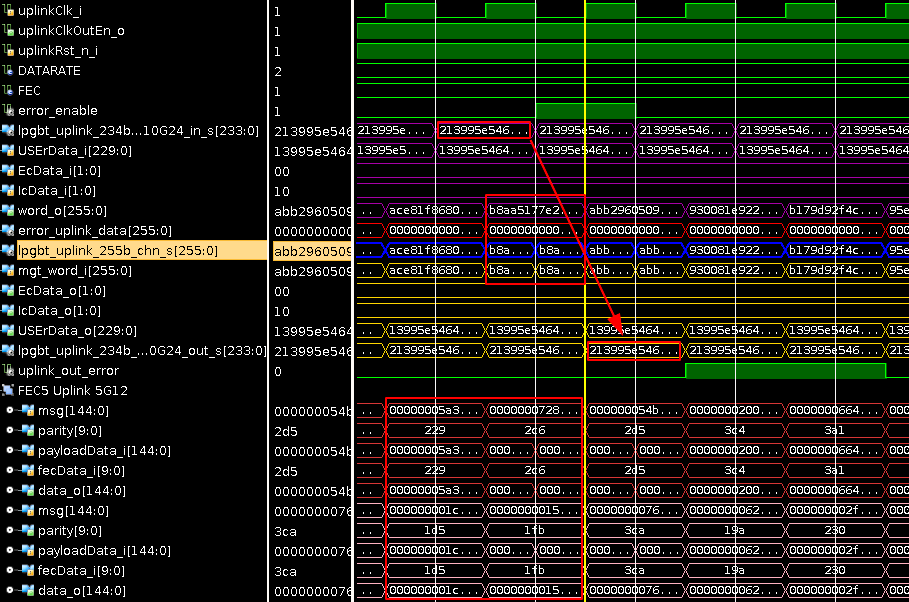 uplinkClk_i 1
uplinkClkOutEn_o 1
uplinkRst_n_i 1
DATARATE 2
FEC 1
error_enable 1
lpgbt_uplink_234b...10G24_in_s[233:0] 213995e546 213995e... 213995e546... 213995e546... 213995e546... 213995e546... 213995e546
USErData_i[229:0] 13995e5464 13995e5... 13995e5464... 13995e5464... 13995e5464... 13995e5464... 13995e5464
EcData_i[1:0] 00
IcData_i[1:0] 10
word_o[255:0] abb2960509 ... ace81f8680... b8aa5177e2... abb2960509... 930081e922... b179d92f4c... 95e
error_uplink_data[255:0] 0000000000 ... 0000000000... 0000000000... 0000000000... 0000000000... 0000000000... 000
lpgbt_uplink_255b_chn_s[255:0] abb2960509 ... ace81f8680... b8a... b8a... abb... abb... 930081e922... b179d92f4c... 95e
mgt_word_i[255:0] abb2960509 ... ace81f8680... b8a... b8a... abb... abb... 930081e922... b179d92f4c... 95e
EcData_o[1:0] 00
IcData_o[1:0] 10
USErData_o[229:0] 13995e5464 ... 13995e5464... 13995e5464... 13995e5464... 13995e5464... 13995e5464... 139
lpgbt_uplink_234b_...0G24_out_s[233:0] 213995e546 ... 213995e546... 213995e546... 213995e546... 213995e546... 213995e546... 213
uplink_out_error 0
FEC5 Uplink 5G12
msg[144:0] 000000054b ... 00000005a3... 0000000728... 000000054b... 0000000200... 0000000664... 000
parity[9:0] 2d5 229 2c6 2d5 3c4 3a1
payloadData_i[144:0] 000000054b ... 00000005a3... 000... 000... 000... 000... 0000000200... 0000000664... 000
fecData_i[9:0] 2d5 229 2c6 2d5 3c4 3a1
data_o[144:0] 000000054b ... 00000005a3... 000... 000... 000... 000... 0000000200... 0000000664... 000
msg[144:0] 0000000076 ... 000000001c... 0000000015... 0000000076... 0000000062... 000000002f... 000
parity[9:0] 3ca 1d5 1fb 3ca 19a 230
payloadData_i[144:0] 0000000076 ... 000000001c... 000... 000... 000... 000... 0000000062... 000000002f... 000
fecData_i[9:0] 3ca 1d5 1fb 3ca 19a 230
data_o[144:0] 0000000076 ... 000000001c... 0000000015... 0000000076... 0000000062... 000000002f... 000